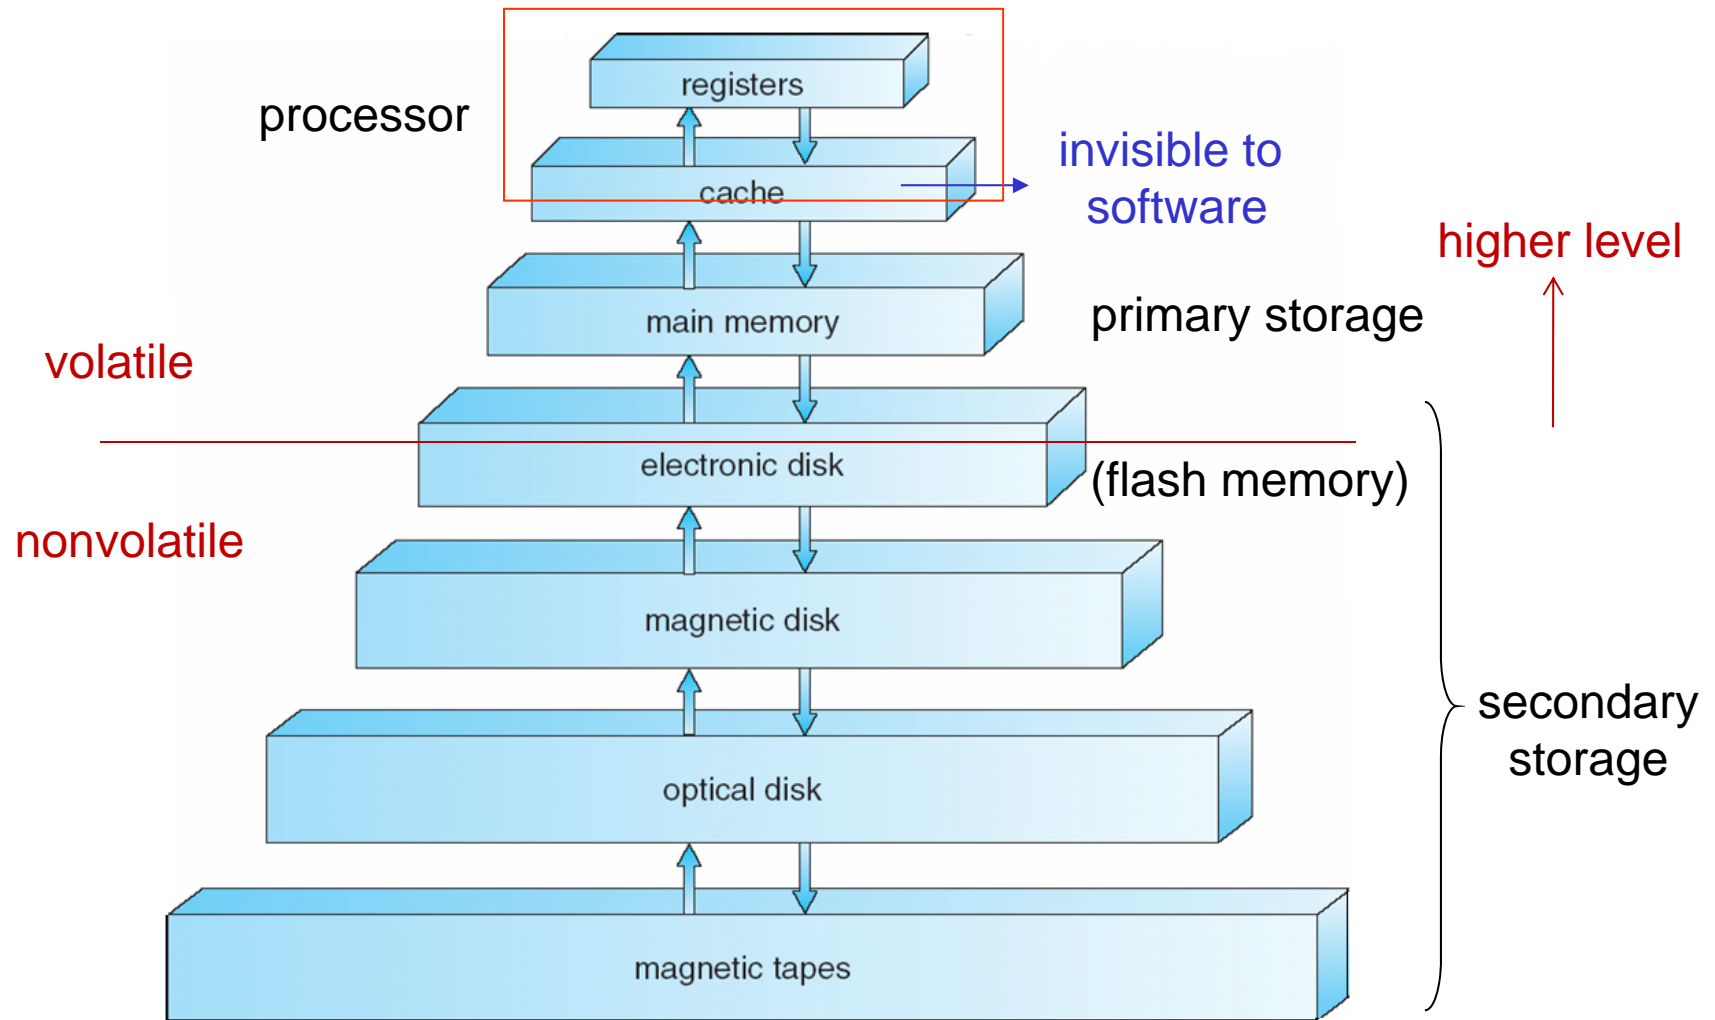 registers
processor
cache
invisible to
software
higher level
main memory
primary storage
volatile
electronic disk
(flash memory)
nonvolatile
magnetic disk
secondary
storage
optical disk
magnetic tapes